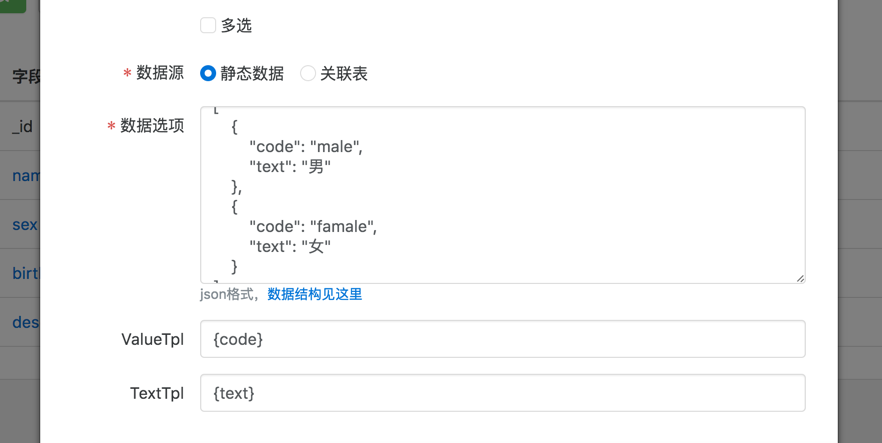 多选
字段
* 数据源 静态数据 关联表
_id
* 数据选项
{
"code": "male",
"text": "男"
},
{
"code": "famale",
"text": "女"
}
json格式，数据结构见这里
nam
sex
birt
des
ValueTpl {code}
TextTpl {text}